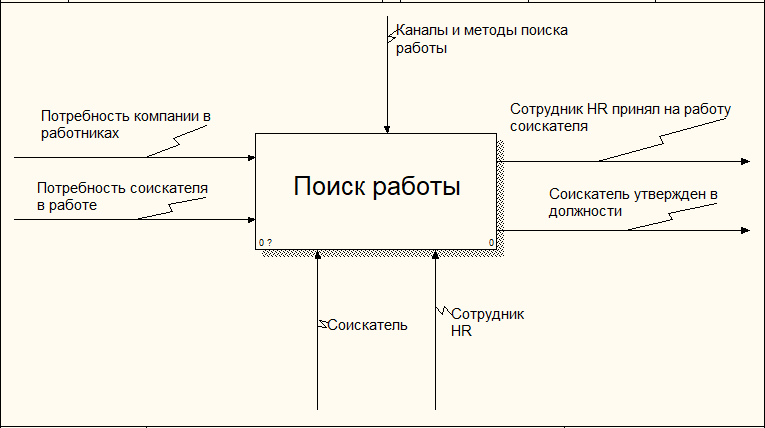 Каналы и методы поиска
работы
Потребность компании в
работниках
Сотрудник HR принял на работу
соискателя
Потребность соискателя
в работе
Поиск работы
Соискатель утвержден в
должности
0 ?
0
Соискатель
Сотрудник
HR